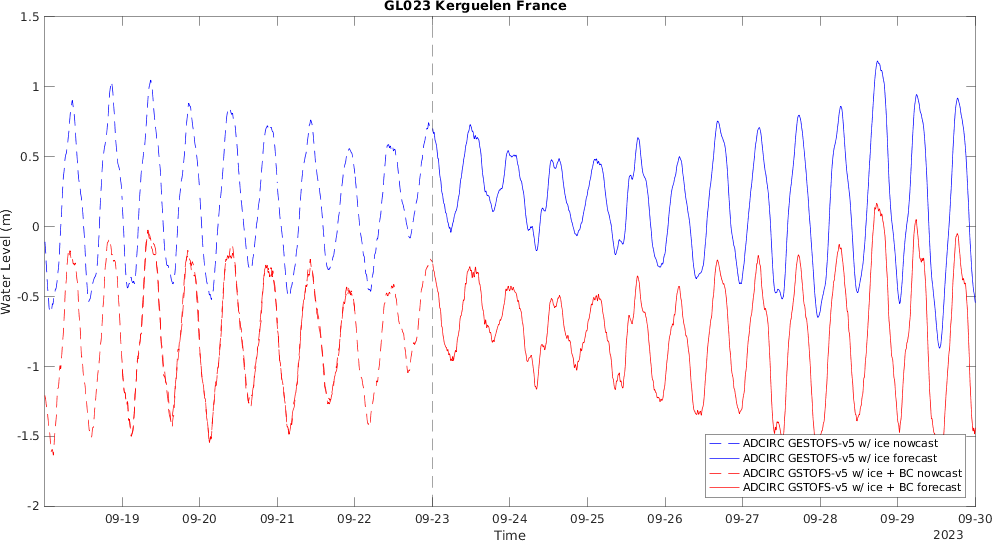 GL023 Kerguelen France
Water Level (m)
1.5
1
0.5
0
-0.5
-1
-1.5
-2
09-19 09-20 09-21 09-22 09-23 09-24 09-25 09-26 09-27 09-28 09-29 09-30
Time
2023
ADCIRC GESTOFS-v5 w/ ice nowcast
ADCIRC GESTOFS-v5 w/ ice forecast
ADCIRC GSTOFS-v5 w/ ice + BC nowcast
ADCIRC GSTOFS-v5 w/ ice + BC forecast